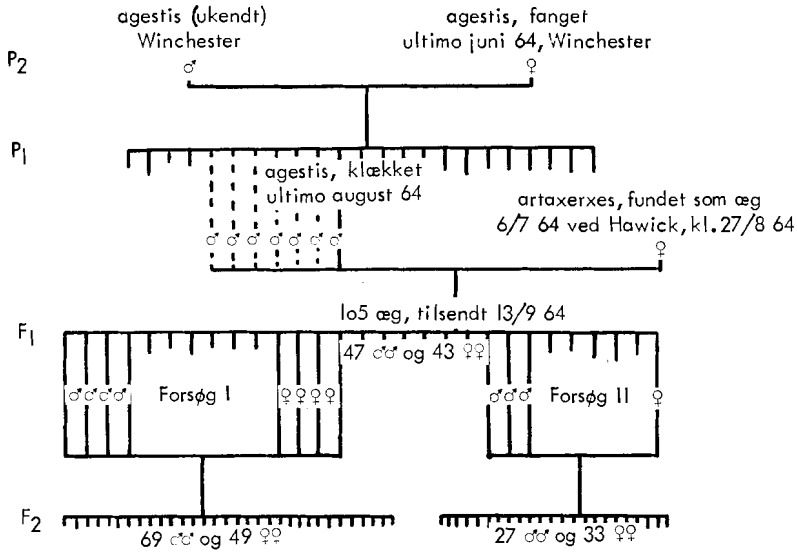 agestis (ukendt)
Winchester
agestis, fanget
ultimo juni 64, Winchester
P2
♂
♀
P1
agestis, klækket
ultimo august 64
artaxerxes, fundet som æg
6/7 64 ved Hawick, kl. 27/8 64
♂ ♂ ♂ ♂ ♂ ♂ ♂
♀
lo5 æg, tilsendt 13/9 64
F1
47 ♂♂ og 43 ♀♀
♂♂♂♂ Forsøg I ♀♀♀♀
♂♂♂ Forsøg II ♀
F2
69 ♂♂ og 49 ♀♀
27 ♂♂ og 33 ♀♀